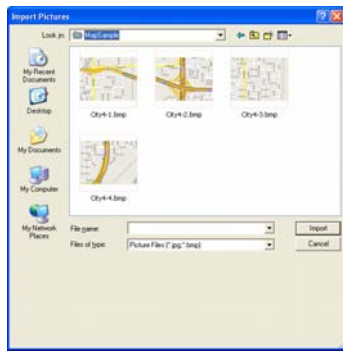 Import Pictures
Look in:
MapSample
My Recent
Documents
Desktop
My Documents
My Computer
My Network
Places
City4-1.bmp
City4-2.bmp
City4-3.bmp
City4-4.bmp
File name:
Import
Files of type:
Picture Files (*.jpg,*.bmp)
Cancel